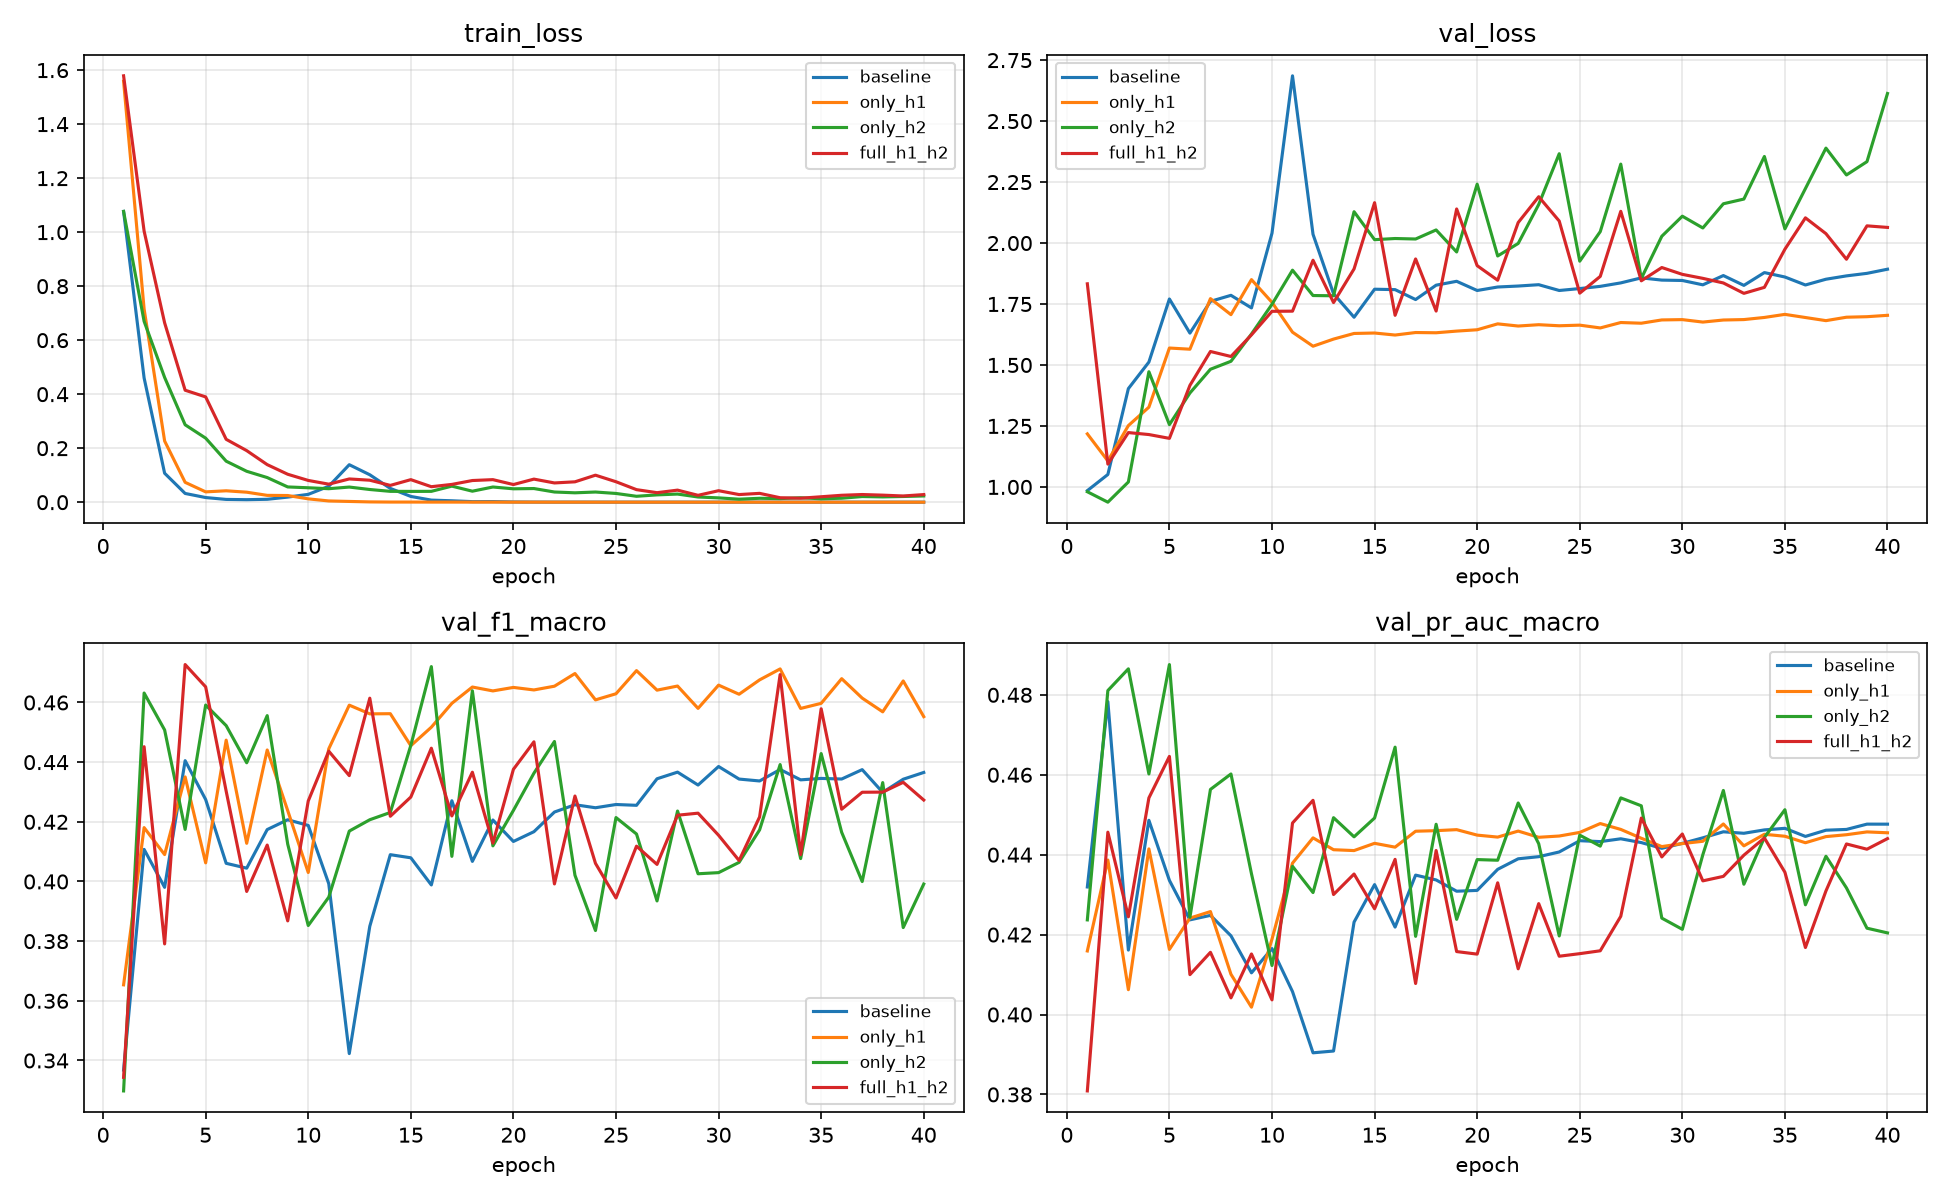 train_loss
1.6
1.4
1.2
1.0
0.8
0.6
0.4
0.2
0.0
baseline
only_h1
only_h2
full_h1_h2
0 5 10 15 20 25 30 35 40
epoch
val_loss
2.75
2.50
2.25
2.00
1.75
1.50
1.25
1.00
baseline
only_h1
only_h2
full_h1_h2
0 5 10 15 20 25 30 35 40
epoch
val_f1_macro
0.46
0.44
0.42
0.40
0.38
0.36
0.34
baseline
only_h1
only_h2
full_h1_h2
0 5 10 15 20 25 30 35 40
epoch
val_pr_auc_macro
0.48
0.46
0.44
0.42
0.40
0.38
baseline
only_h1
only_h2
full_h1_h2
0 5 10 15 20 25 30 35 40
epoch